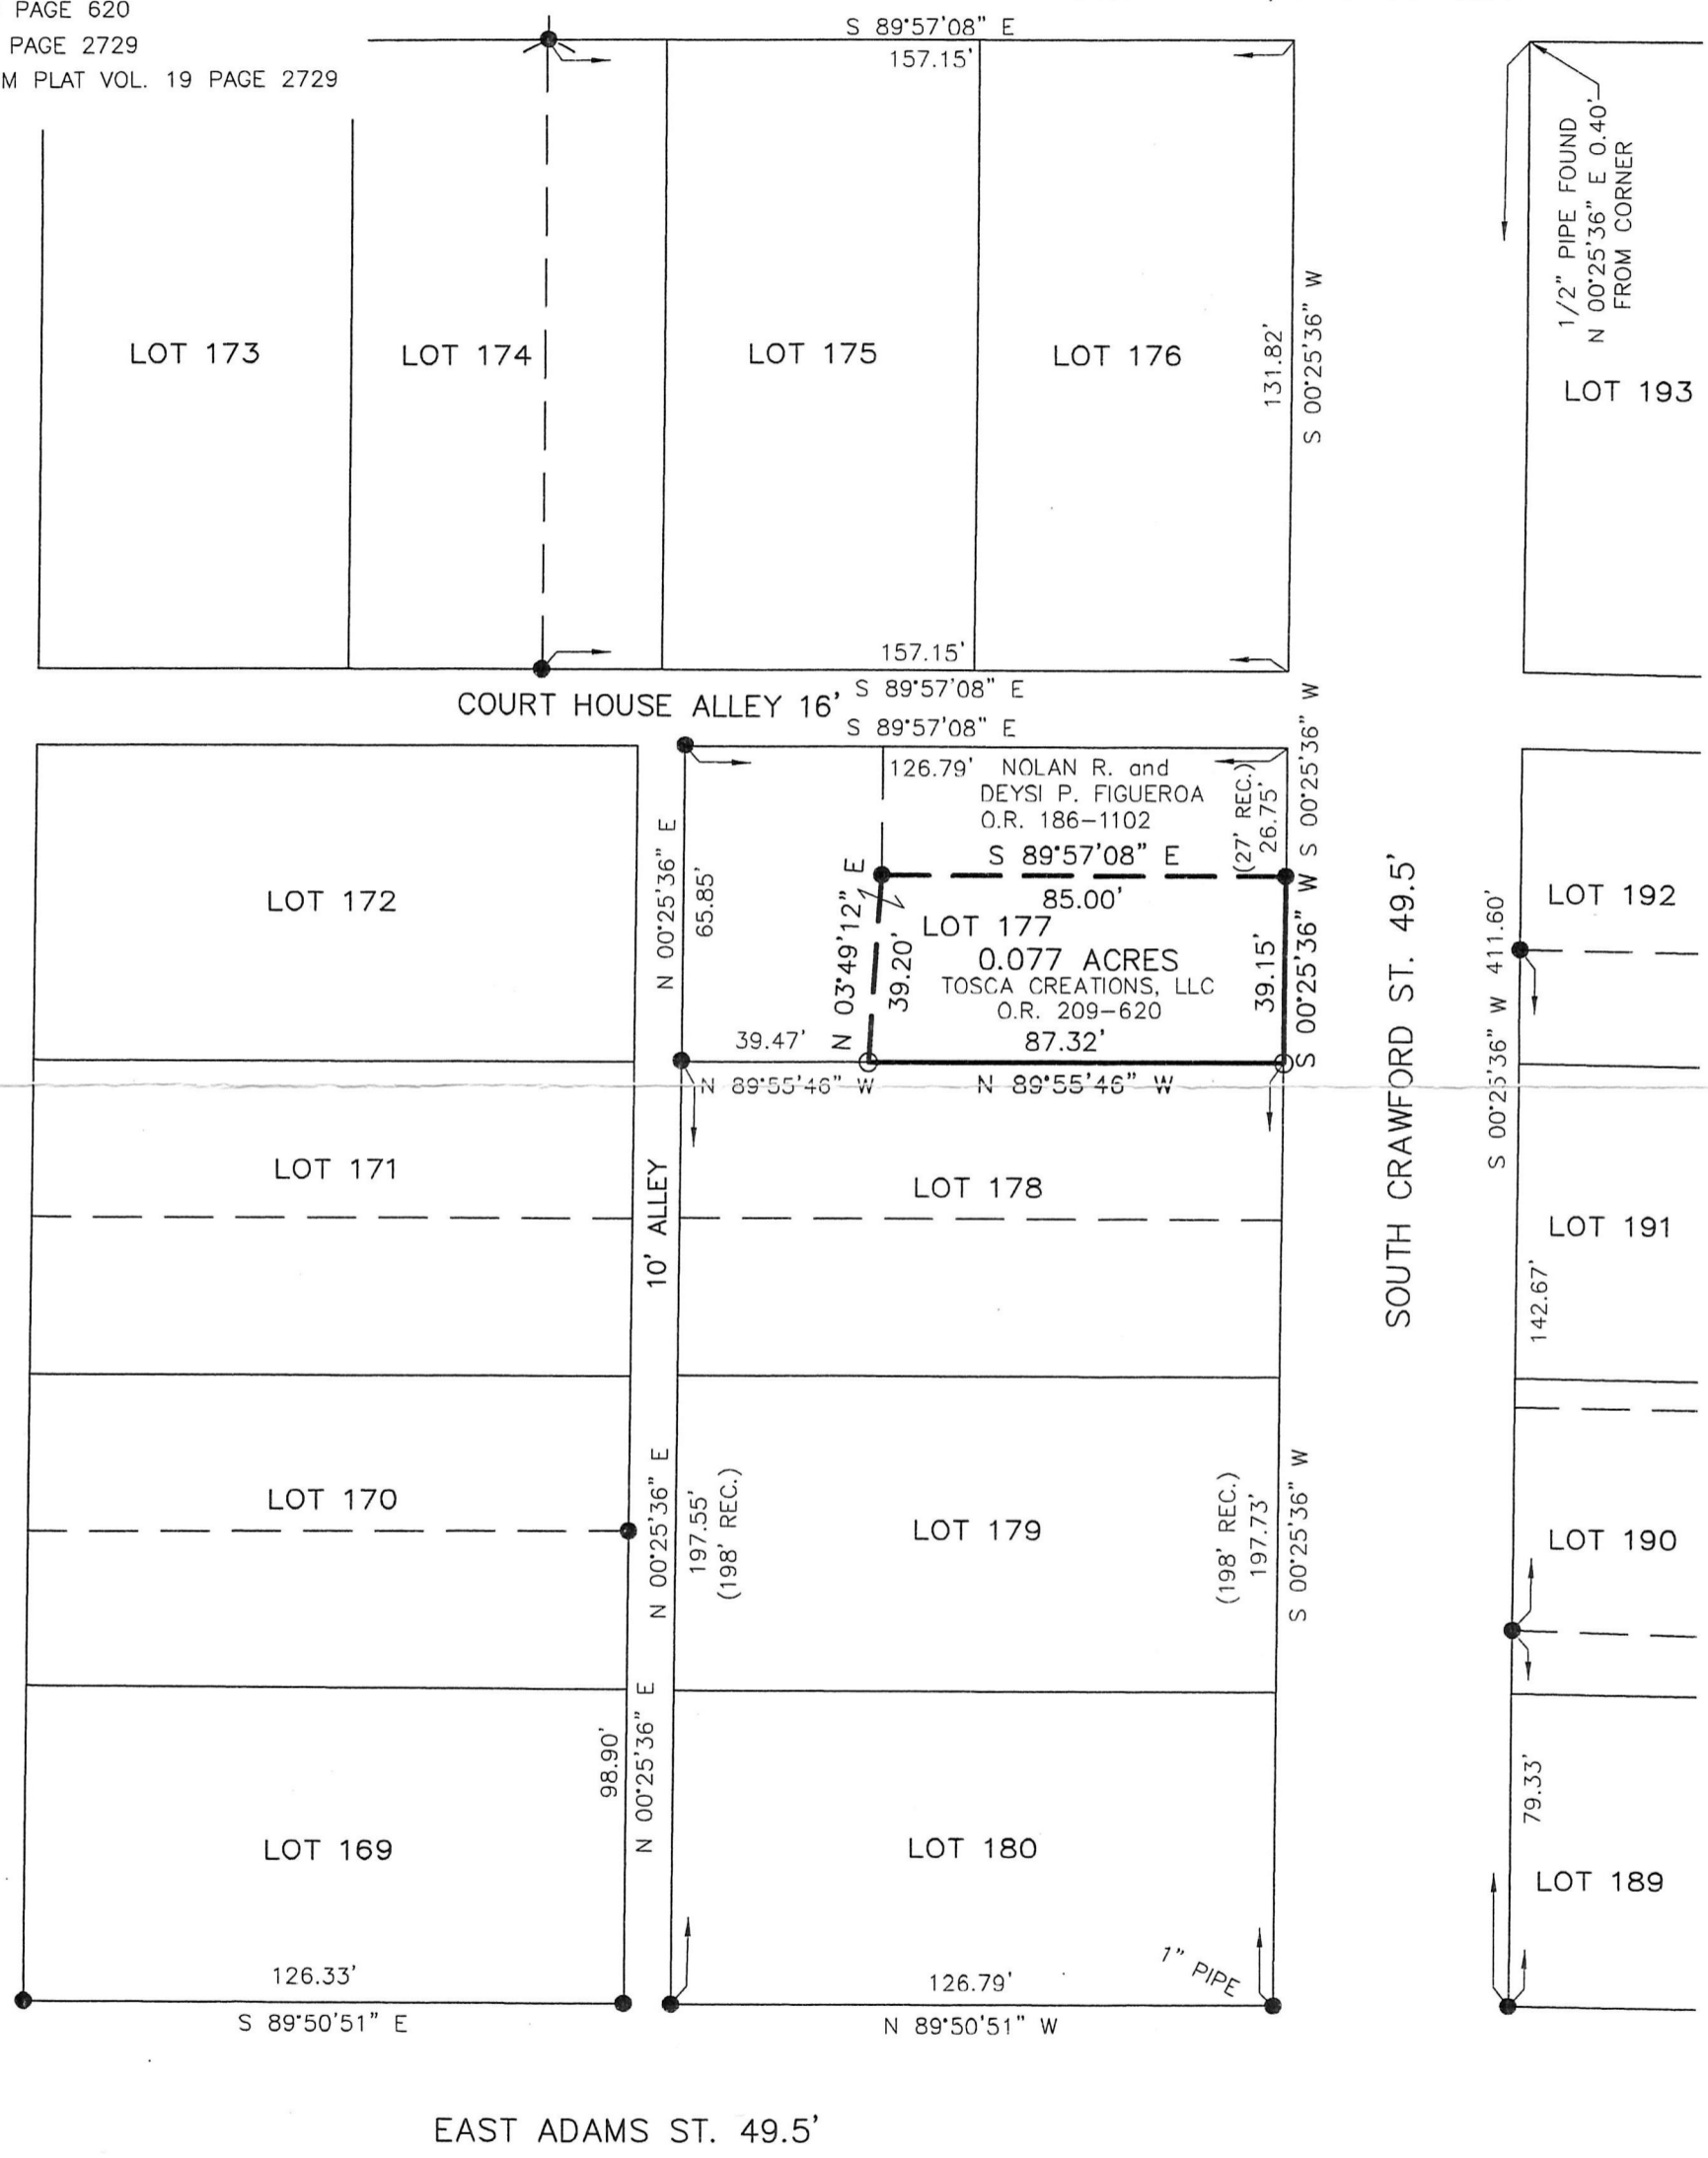 PAGE 620
PAGE 2729
M PLAT VOL. 19 PAGE 2729
S 89°57'08" E
157.15'
1/2" PIPE FOUND
N 00°25'36" E 0.40'
FROM CORNER
LOT 173
LOT 174
LOT 175
LOT 176
131.82'
S 00°25'36" W
LOT 193
157.15'
S 89°57'08" E
COURT HOUSE ALLEY 16'
S 89°57'08" E
126.79'
NOLAN R. and
DEYSI P. FIGUEROA
O.R. 186-1102
(27' REC.)
26.75'
S 00°25'36" W
LOT 172
N 00°25'36" E
65.85'
S 89°57'08" E
85.00'
N 03°49'12" E
39.20'
LOT 177
0.077 ACRES
TOSCA CREATIONS, LLC
O.R. 209-620
87.32'
39.15'
S 00°25'36" W
39.47'
N 89°55'46" W
N 89°55'46" W
SOUTH CRAWFORD ST. 49.5'
S 00°25'36" W 411.60'
LOT 192
LOT 171
10' ALLEY
LOT 178
LOT 191
142.67'
LOT 170
N 00°25'36" E
197.55'
(198' REC.)
LOT 179
(198' REC.)
197.73'
S 00°25'36" W
LOT 190
98.90'
N 00°25'36" E
79.33'
LOT 169
LOT 180
LOT 189
126.33'
S 89°50'51" E
126.79'
1" PIPE
N 89°50'51" W
EAST ADAMS ST. 49.5'